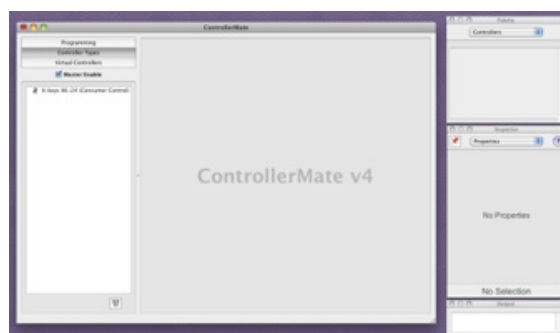 ControllerMate
Programming
Controller Types
Virtual Controllers
Master Enable
X-keys XK-24 (Consumer Control)
ControllerMate v4
Palette
Controllers
Inspector
Properties
No Properties
No Selection
Output